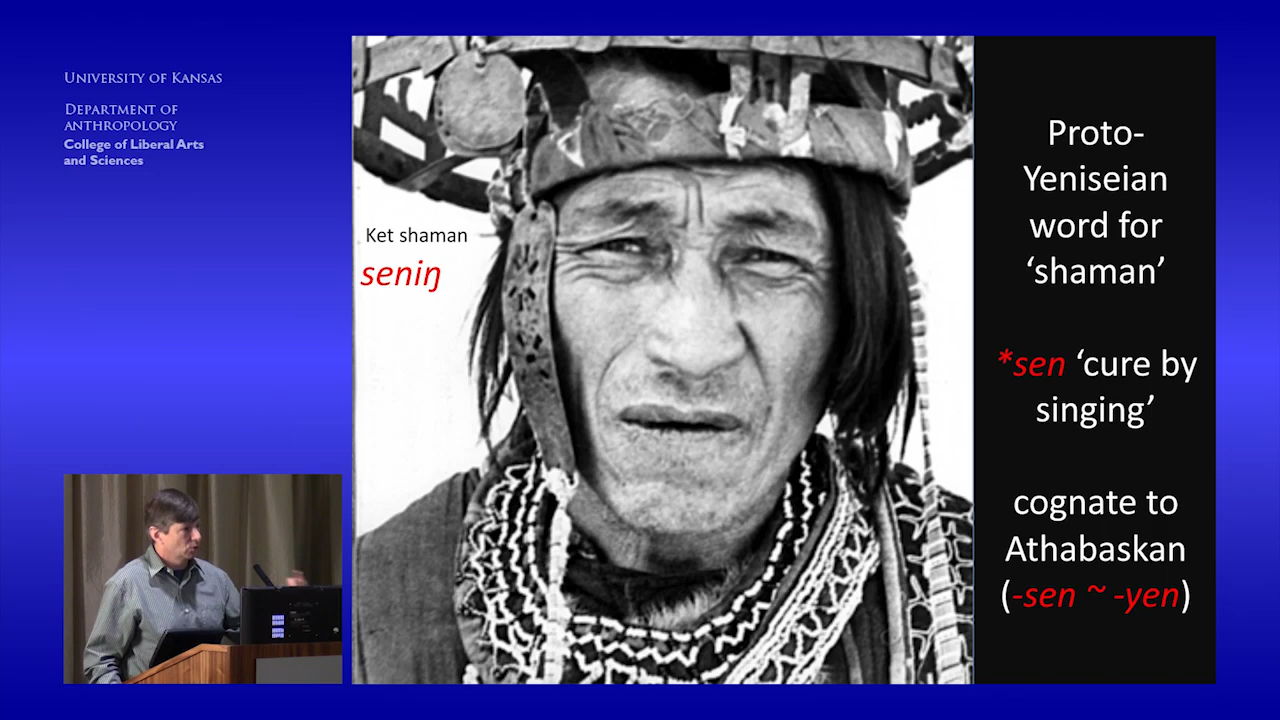 UNIVERSITY OF KANSAS
DEPARTMENT OF
ANTHROPOLOGY
College of Liberal Arts
and Sciences
Ket shaman
seniŋ
Proto-
Yeniseian
word for
‘shaman’
*sen ‘cure by
singing’
cognate to
Athabaskan
(-sen ~ -yen)